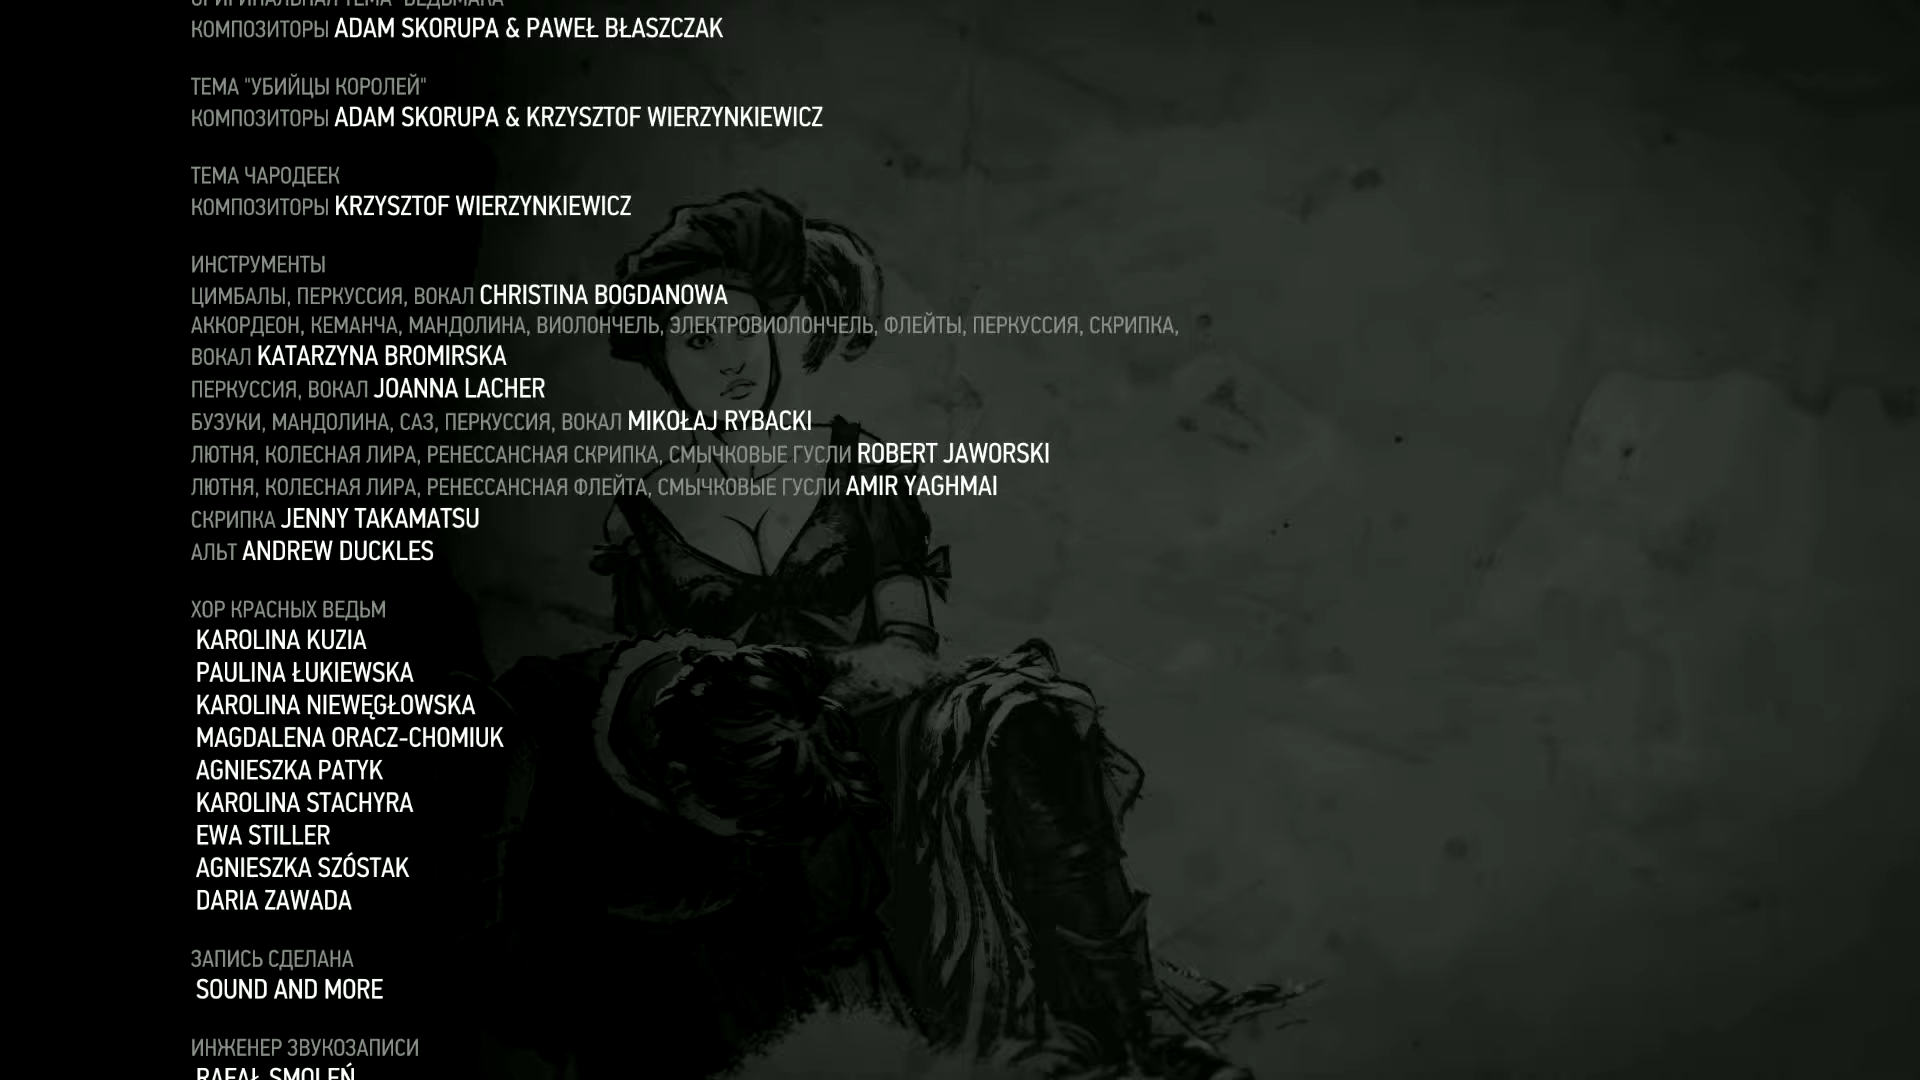 ОРИГИНАЛЬНАЯ ТЕМА "ВЕДЬМАКА"
КОМПОЗИТОРЫ ADAM SKORUPA & PAWEŁ BŁASZCZAK
ТЕМА "УБИЙЦЫ КОРОЛЕЙ"
КОМПОЗИТОРЫ ADAM SKORUPA & KRZYSZTOF WIERZYNKIEWICZ
ТЕМА ЧАРОДЕЕК
КОМПОЗИТОРЫ KRZYSZTOF WIERZYNKIEWICZ
ИНСТРУМЕНТЫ
ЦИМБАЛЫ, ПЕРКУССИЯ, ВОКАЛ CHRISTINA BOGDANOWA
АККОРДЕОН, КЕМАНЧА, МАНДОЛИНА, ВИОЛОНЧЕЛЬ, ЭЛЕКТРОВИОЛОНЧЕЛЬ, ФЛЕЙТЫ, ПЕРКУССИЯ, СКРИПКА,
ВОКАЛ KATARZYNA BROMIRSKA
ПЕРКУССИЯ, ВОКАЛ JOANNA LACHER
БУЗУКИ, МАНДОЛИНА, САЗ, ПЕРКУССИЯ, ВОКАЛ MIKOŁAJ RYBACKI
ЛЮТНЯ, КОЛЕСНАЯ ЛИРА, РЕНЕССАНСНАЯ СКРИПКА, СМЫЧКОВЫЕ ГУСЛИ ROBERT JAWORSKI
ЛЮТНЯ, КОЛЕСНАЯ ЛИРА, РЕНЕССАНСНАЯ ФЛЕЙТА, СМЫЧКОВЫЕ ГУСЛИ AMIR YAGHMAI
СКРИПКА JENNY TAKAMATSU
АЛЬТ ANDREW DUCKLES
ХОР КРАСНЫХ ВЕДЬМ
KAROLINA KUZIA
PAULINA ŁUKIEWSKA
KAROLINA NIEWĘGŁOWSKA
MAGDALENA ORACZ-CHOMIUK
AGNIESZKA PATYK
KAROLINA STACHYRA
EWA STILLER
AGNIESZKA SZÓSTAK
DARIA ZAWADA
ЗАПИСЬ СДЕЛАНА
SOUND AND MORE
ИНЖЕНЕР ЗВУКОЗАПИСИ
RAFAŁ SMOLEŃ